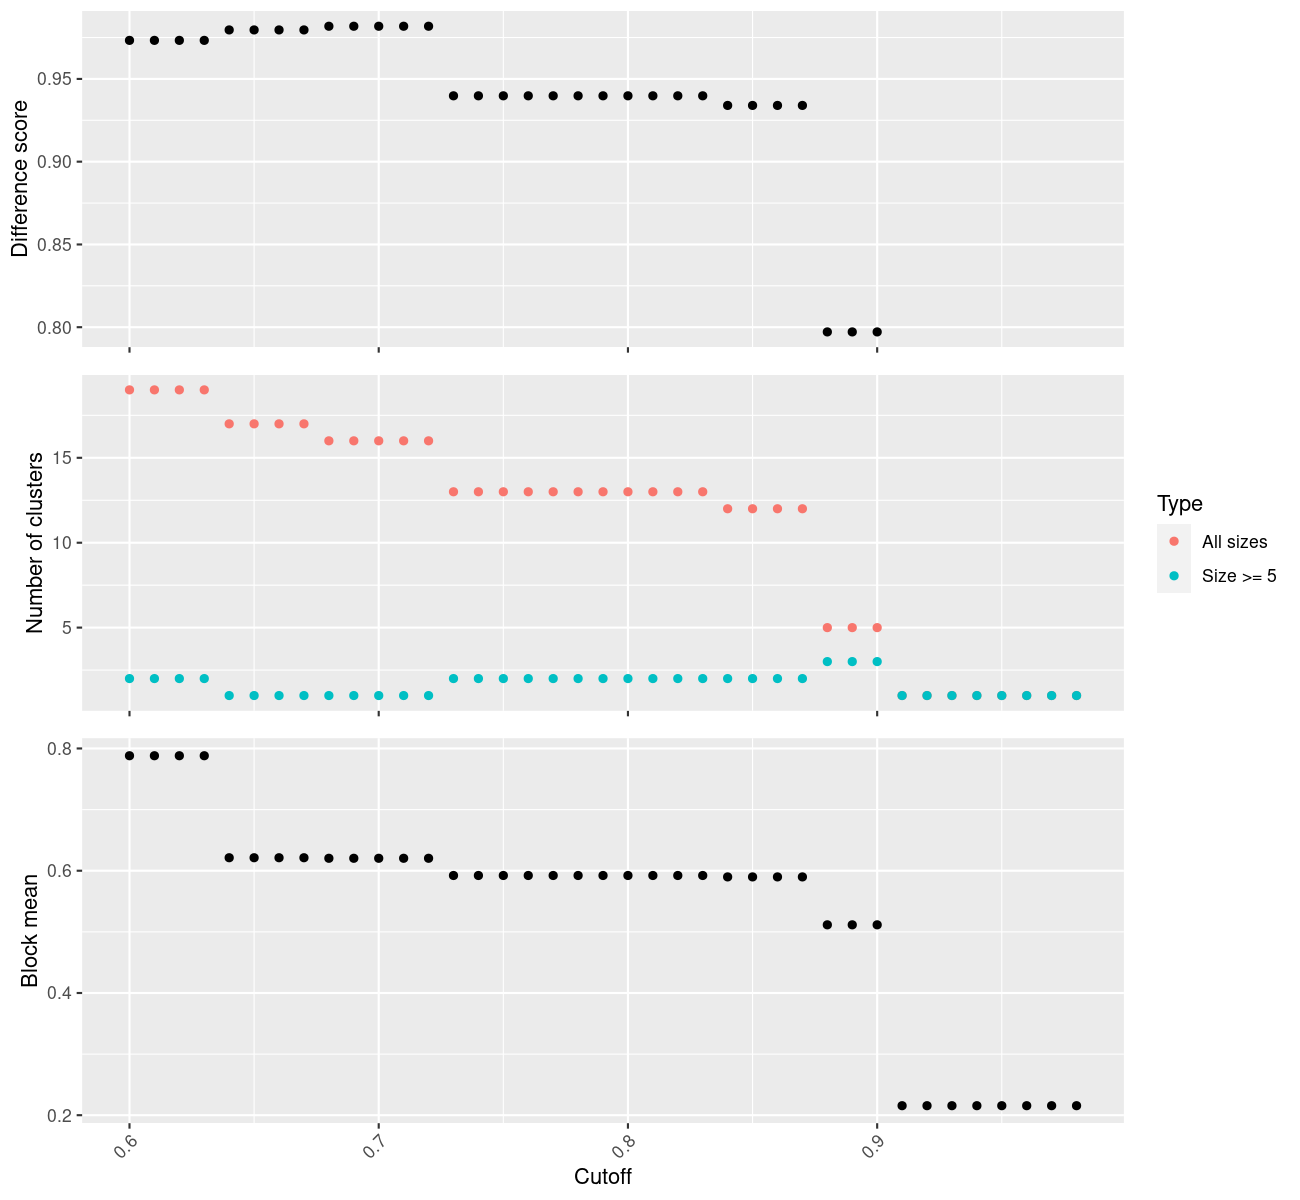 Difference score
0.95
0.90
0.85
0.80
Number of clusters
15
10
5
Type
All sizes
Size >= 5
Block mean
0.8
0.6
0.4
0.2
0.6
0.7
0.8
0.9
Cutoff